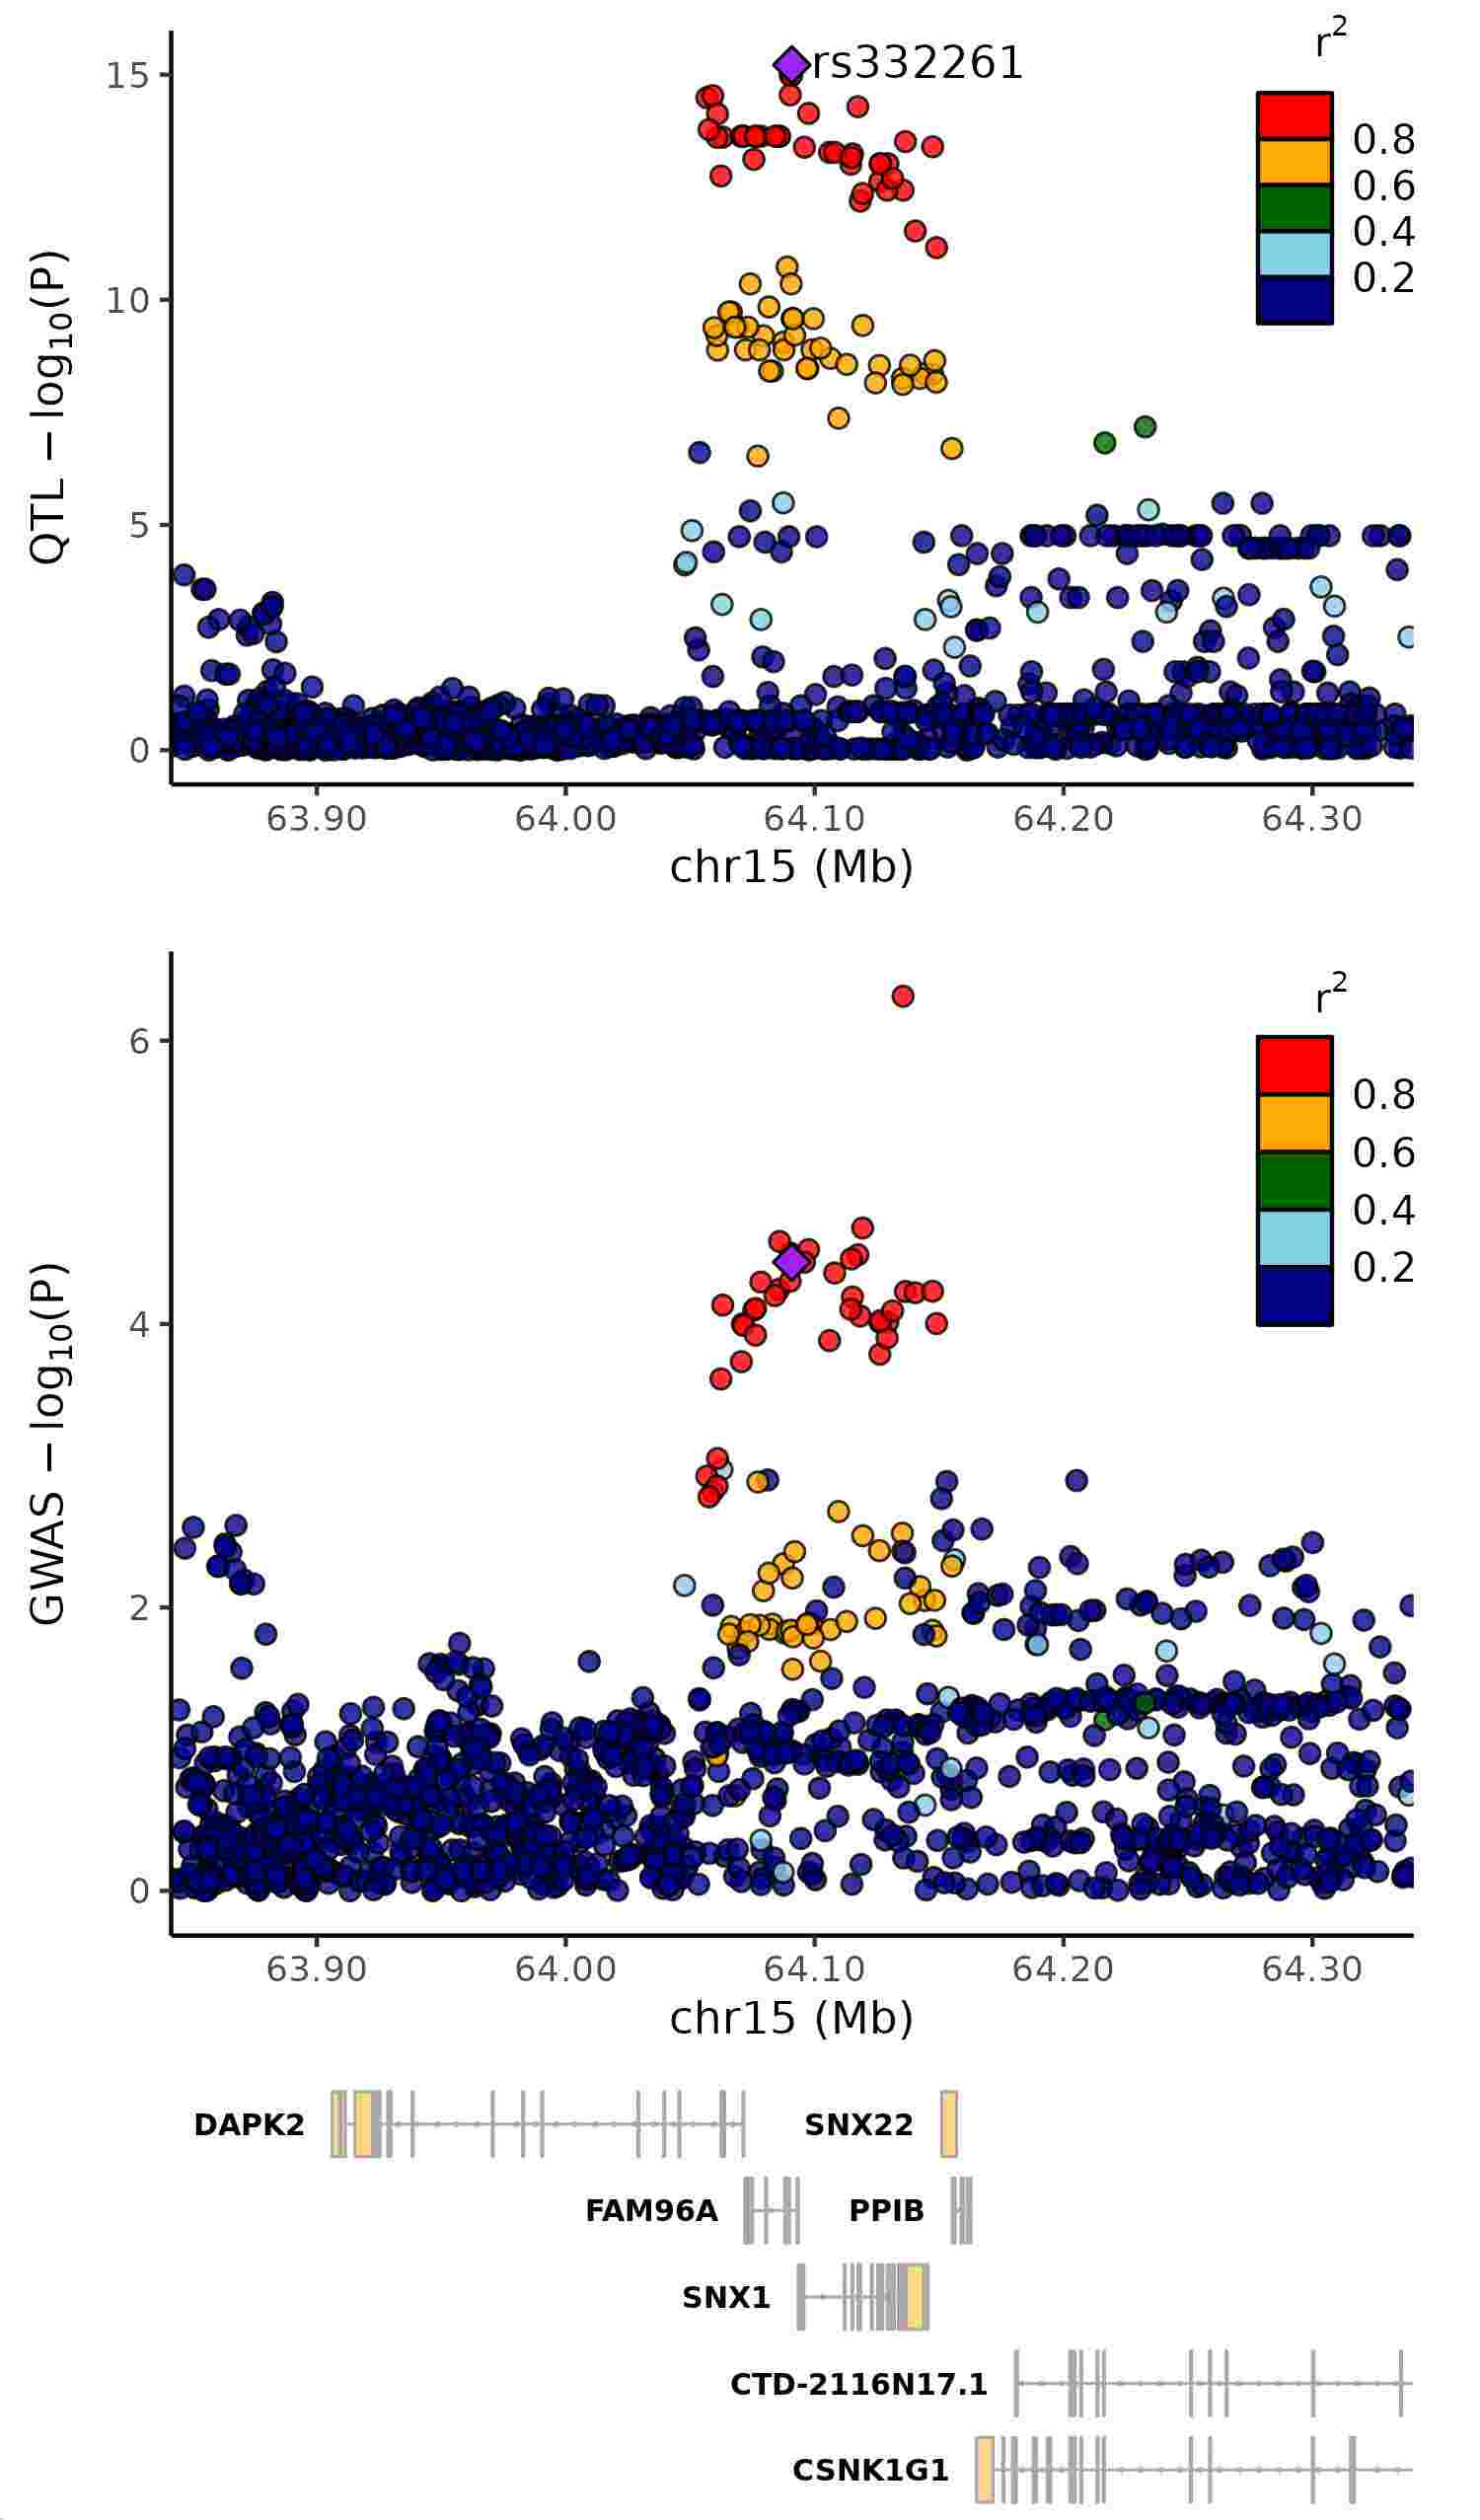 r²
rs332261
15
10
5
0
0.8
0.6
0.4
0.2
QTL −log₁₀(P)
63.90 64.00 64.10 64.20 64.30
chr15 (Mb)
r²
6
4
2
0
0.8
0.6
0.4
0.2
GWAS −log₁₀(P)
63.90 64.00 64.10 64.20 64.30
chr15 (Mb)
DAPK2 SNX22
FAM96A PPIB
SNX1
CTD-2116N17.1
CSNK1G1